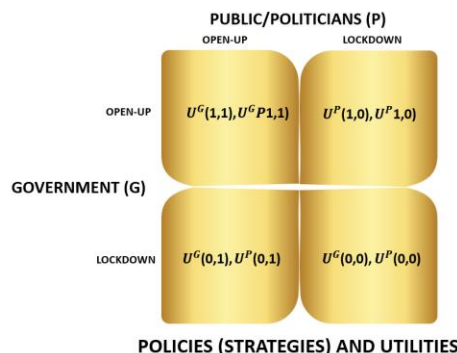 PUBLIC/POLITICIANS (P)
OPEN-UP LOCKDOWN
OPEN-UP U^G(1,1), U^G P1,1) U^P(1,0), U^P 1,0)
GOVERNMENT (G)
LOCKDOWN U^G(0,1), U^P(0,1) U^G(0,0), U^P(0,0)
POLICIES (STRATEGIES) AND UTILITIES